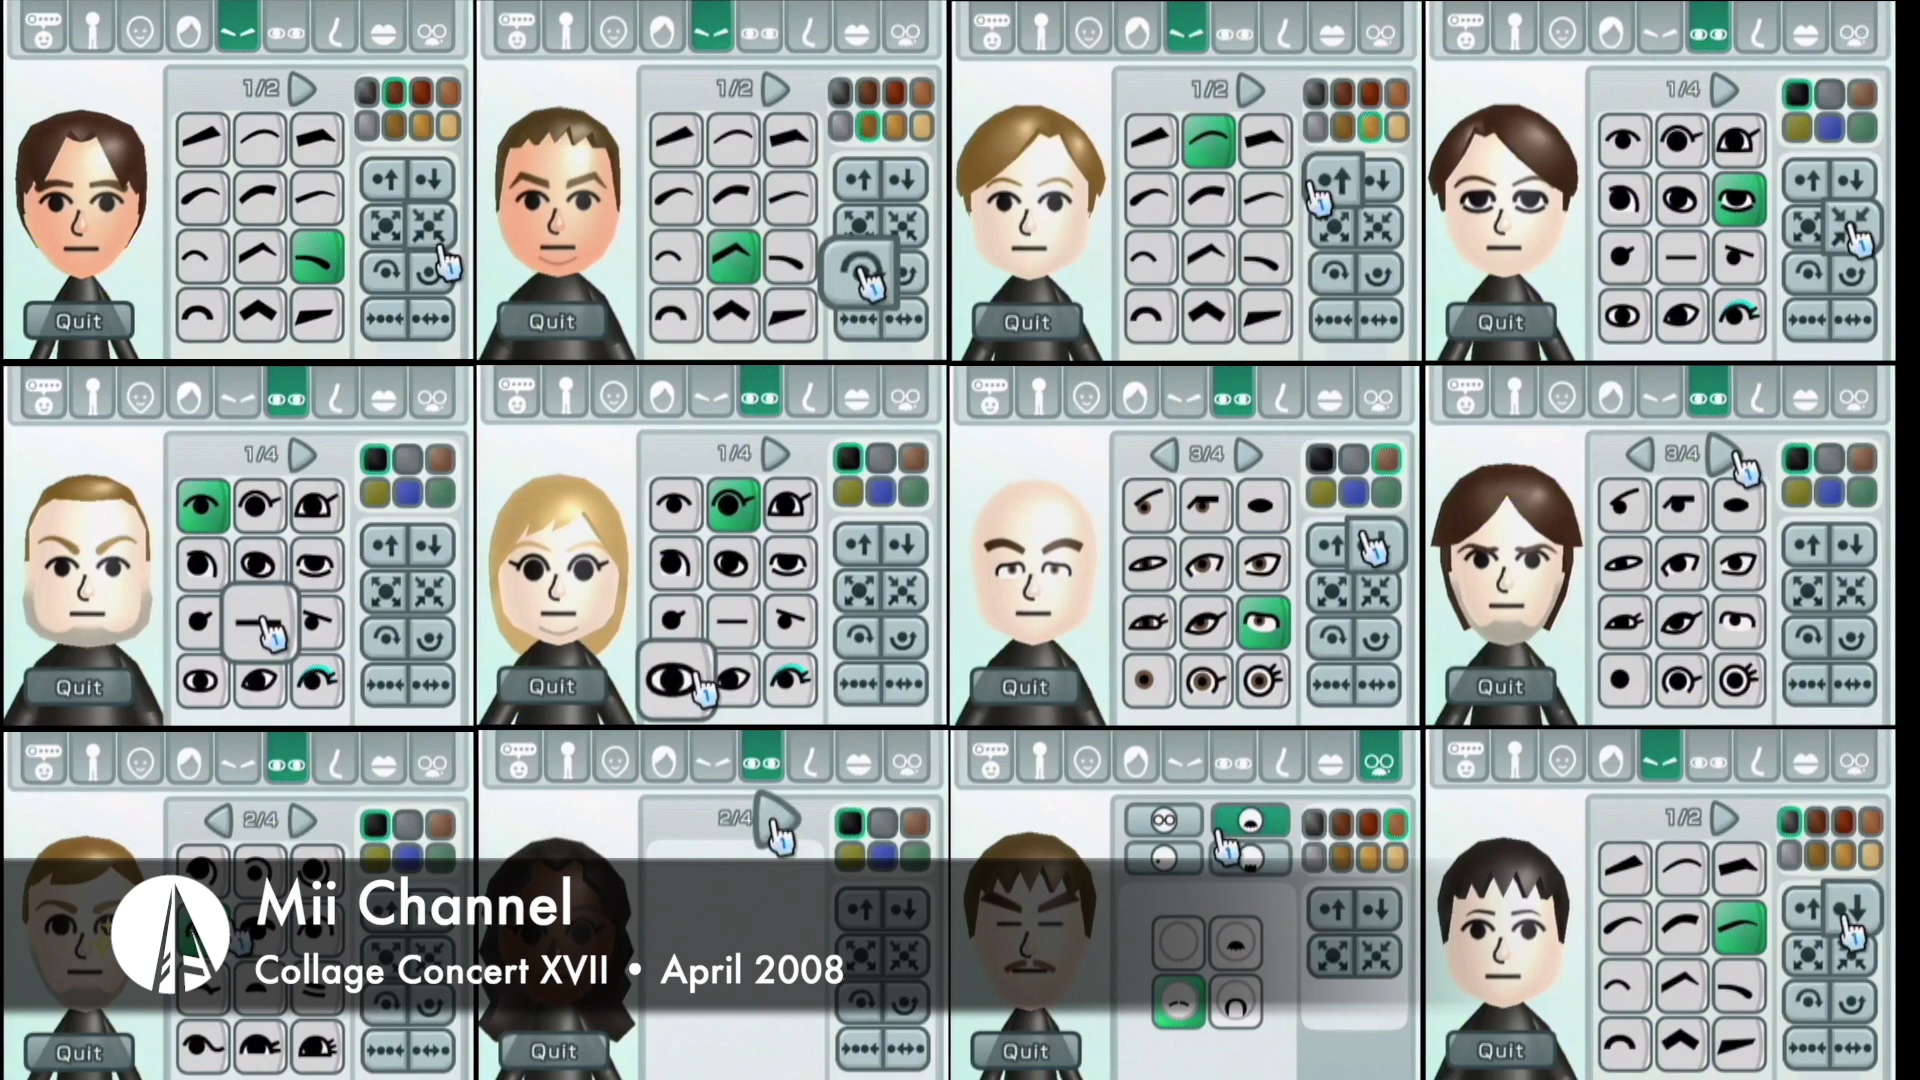 1/2
1/2
1/2
1/4
Quit
Quit
Quit
Quit
1/4
1/4
3/4
3/4
Quit
Quit
Quit
Quit
2/4
2/4
1/2
Mii Channel
Collage Concert XVII • April 2008
Quit
Quit
Quit
Quit